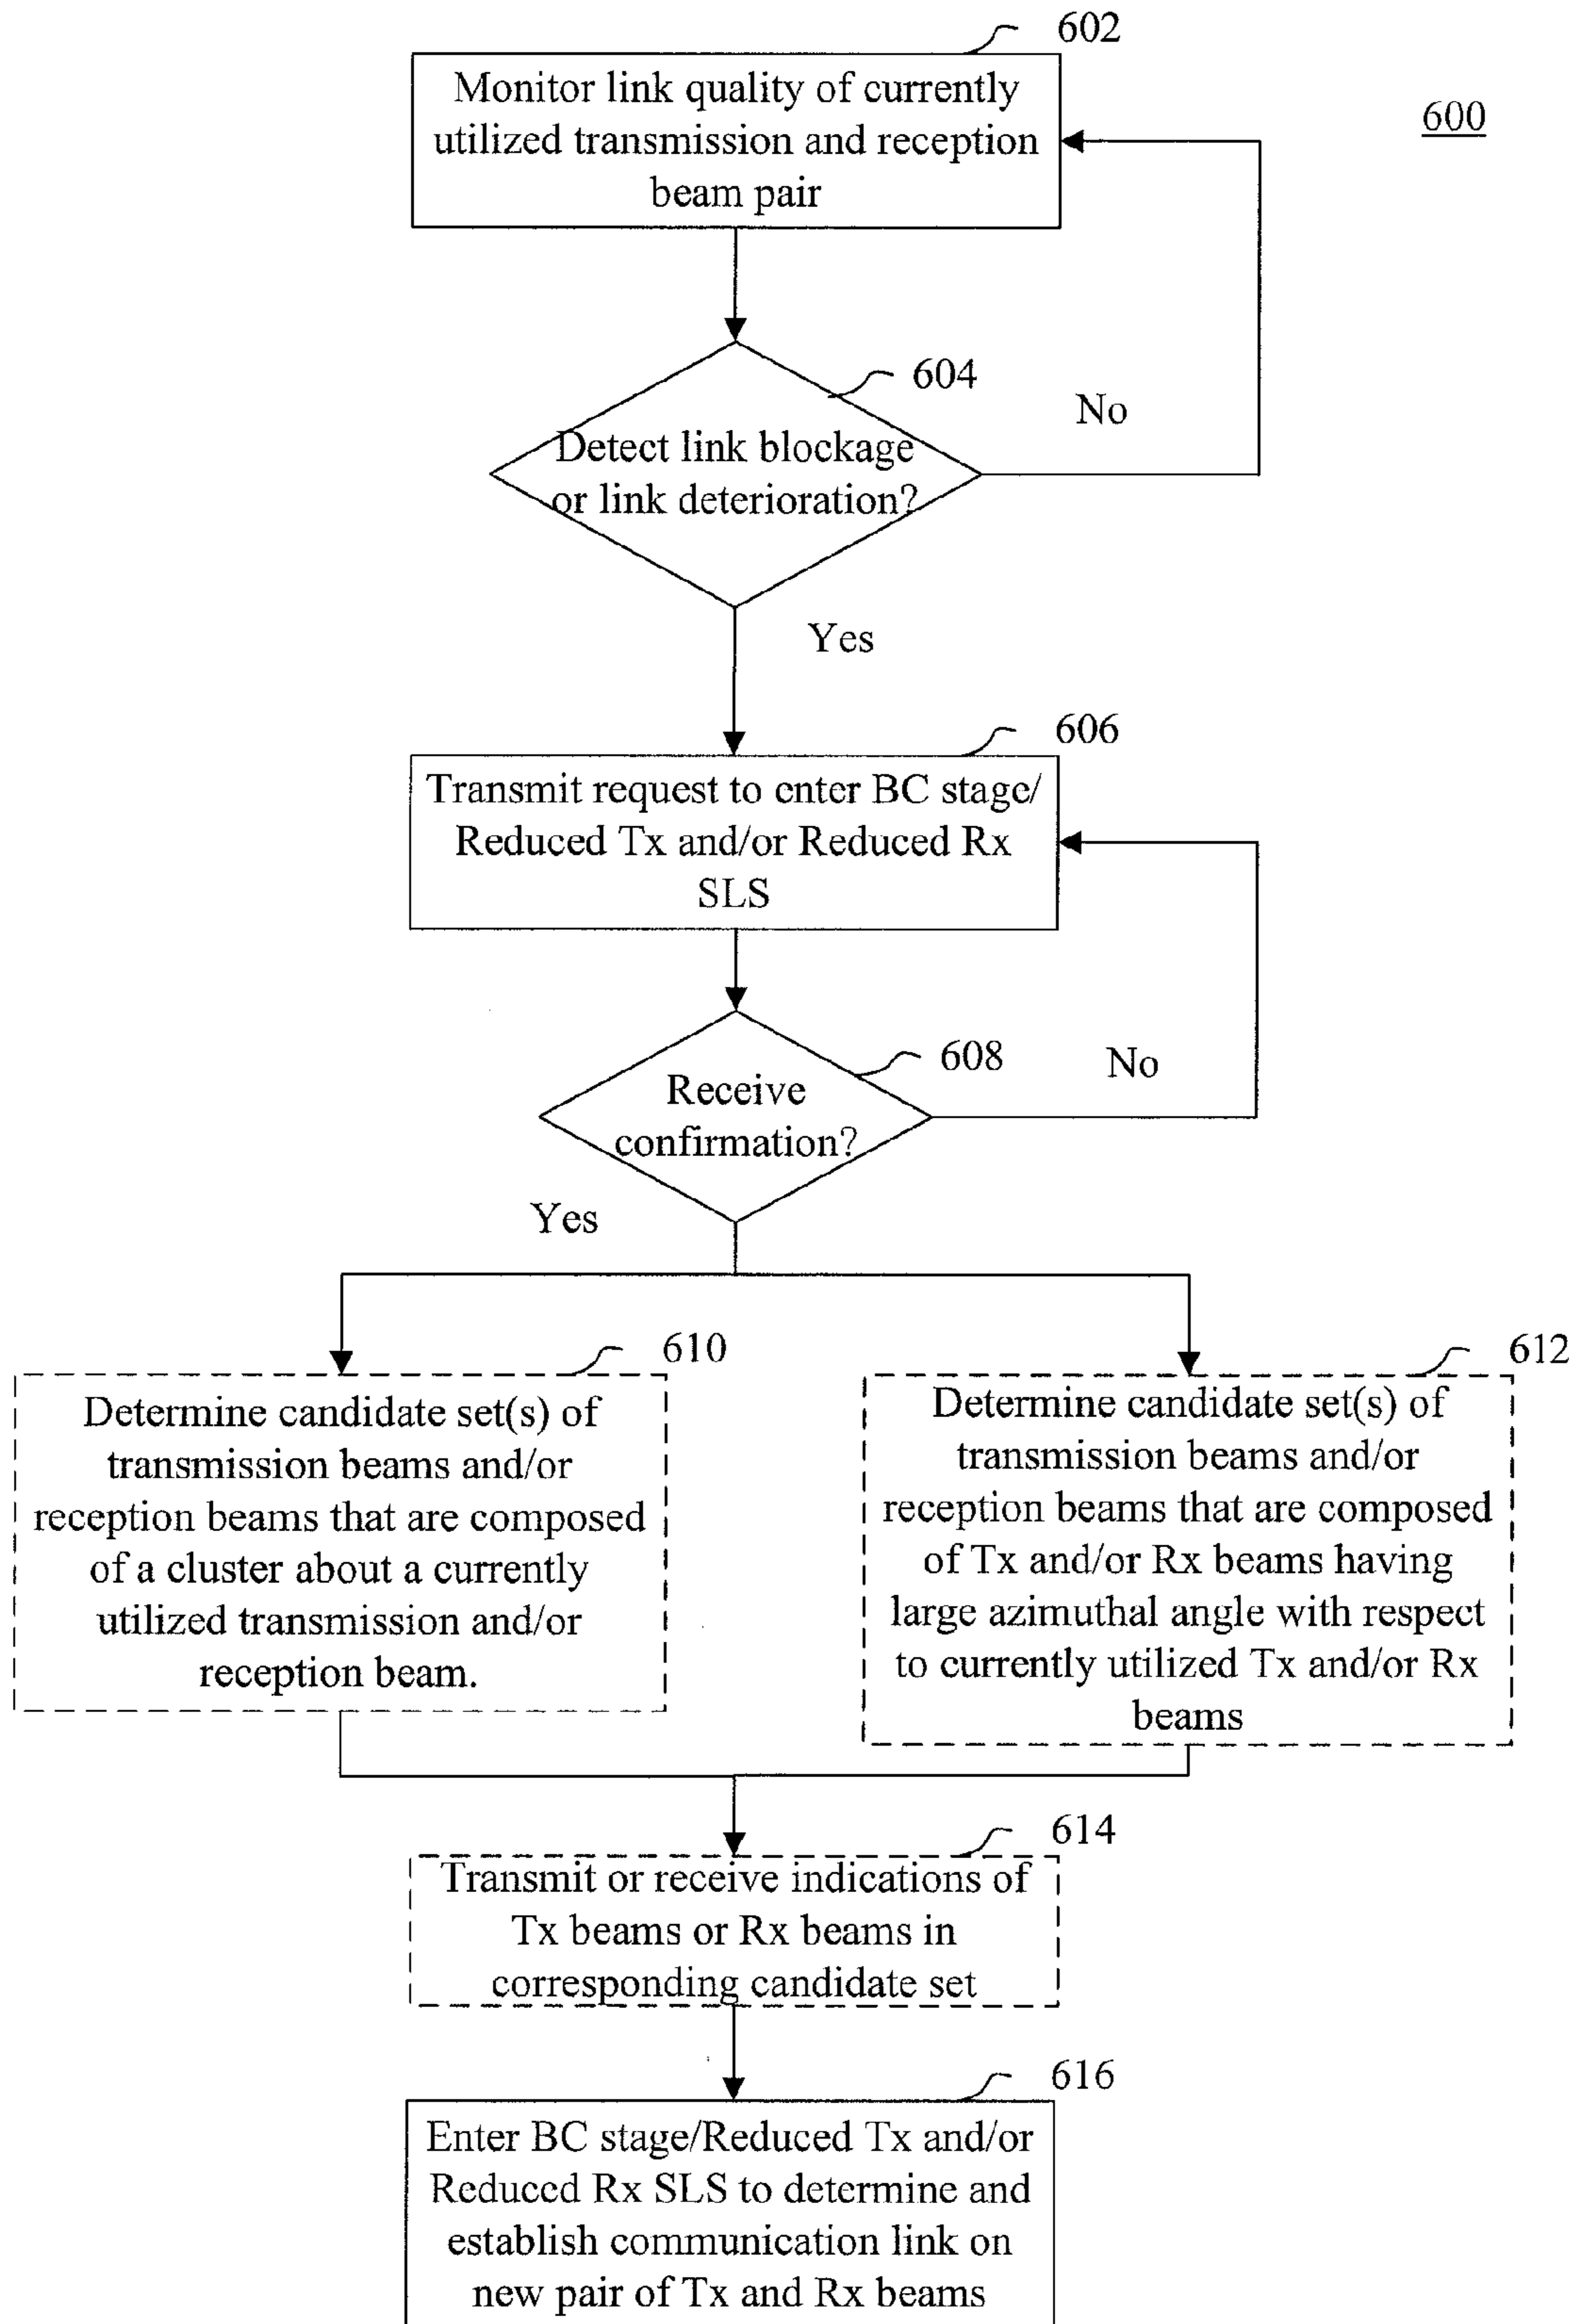 602
Monitor link quality of currently
utilized transmission and reception
beam pair
600
604
No
Detect link blockage
or link deterioration?
Yes
606
Transmit request to enter BC stage/
Reduced Tx and/or Reduced Rx
SLS
608
No
Receive
confirmation?
Yes
610
Determine candidate set(s) of
transmission beams and/or
reception beams that are composed
of a cluster about a currently
utilized transmission and/or
reception beam.
612
Determine candidate set(s) of
transmission beams and/or
reception beams that are composed
of Tx and/or Rx beams having
large azimuthal angle with respect
to currently utilized Tx and/or Rx
beams
614
Transmit or receive indications of
Tx beams or Rx beams in
corresponding candidate set
616
Enter BC stage/Reduced Tx and/or
Reduced Rx SLS to determine and
establish communication link on
new pair of Tx and Rx beams